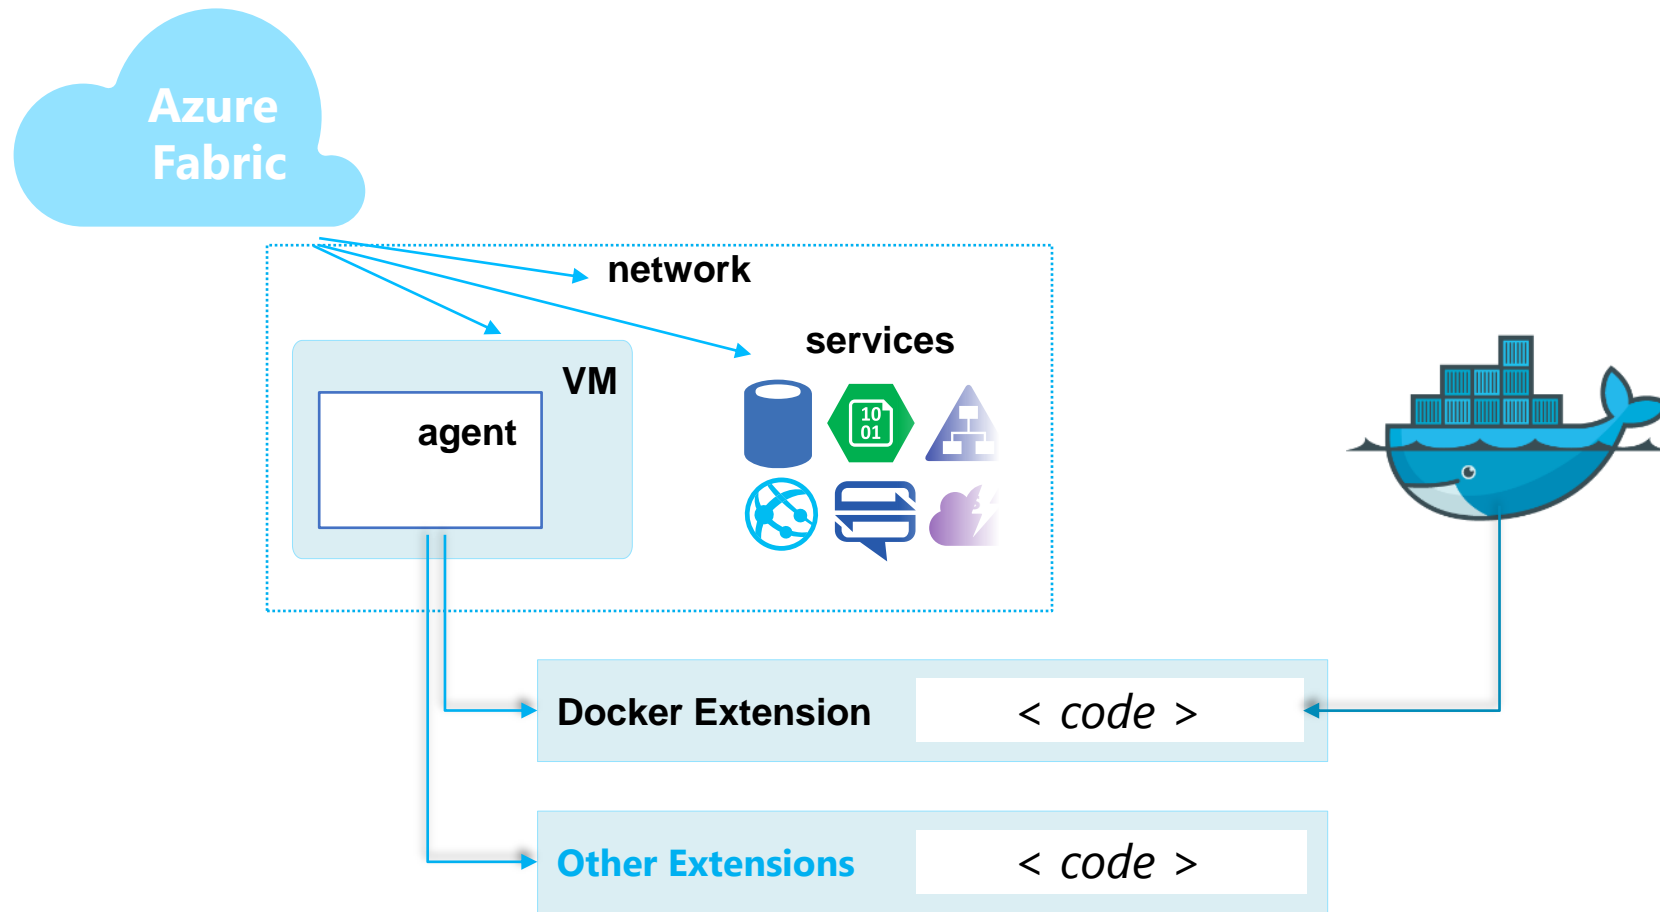 Azure
Fabric
network
services
VM
agent
10
01
Docker Extension
< code >
Other Extensions
< code >